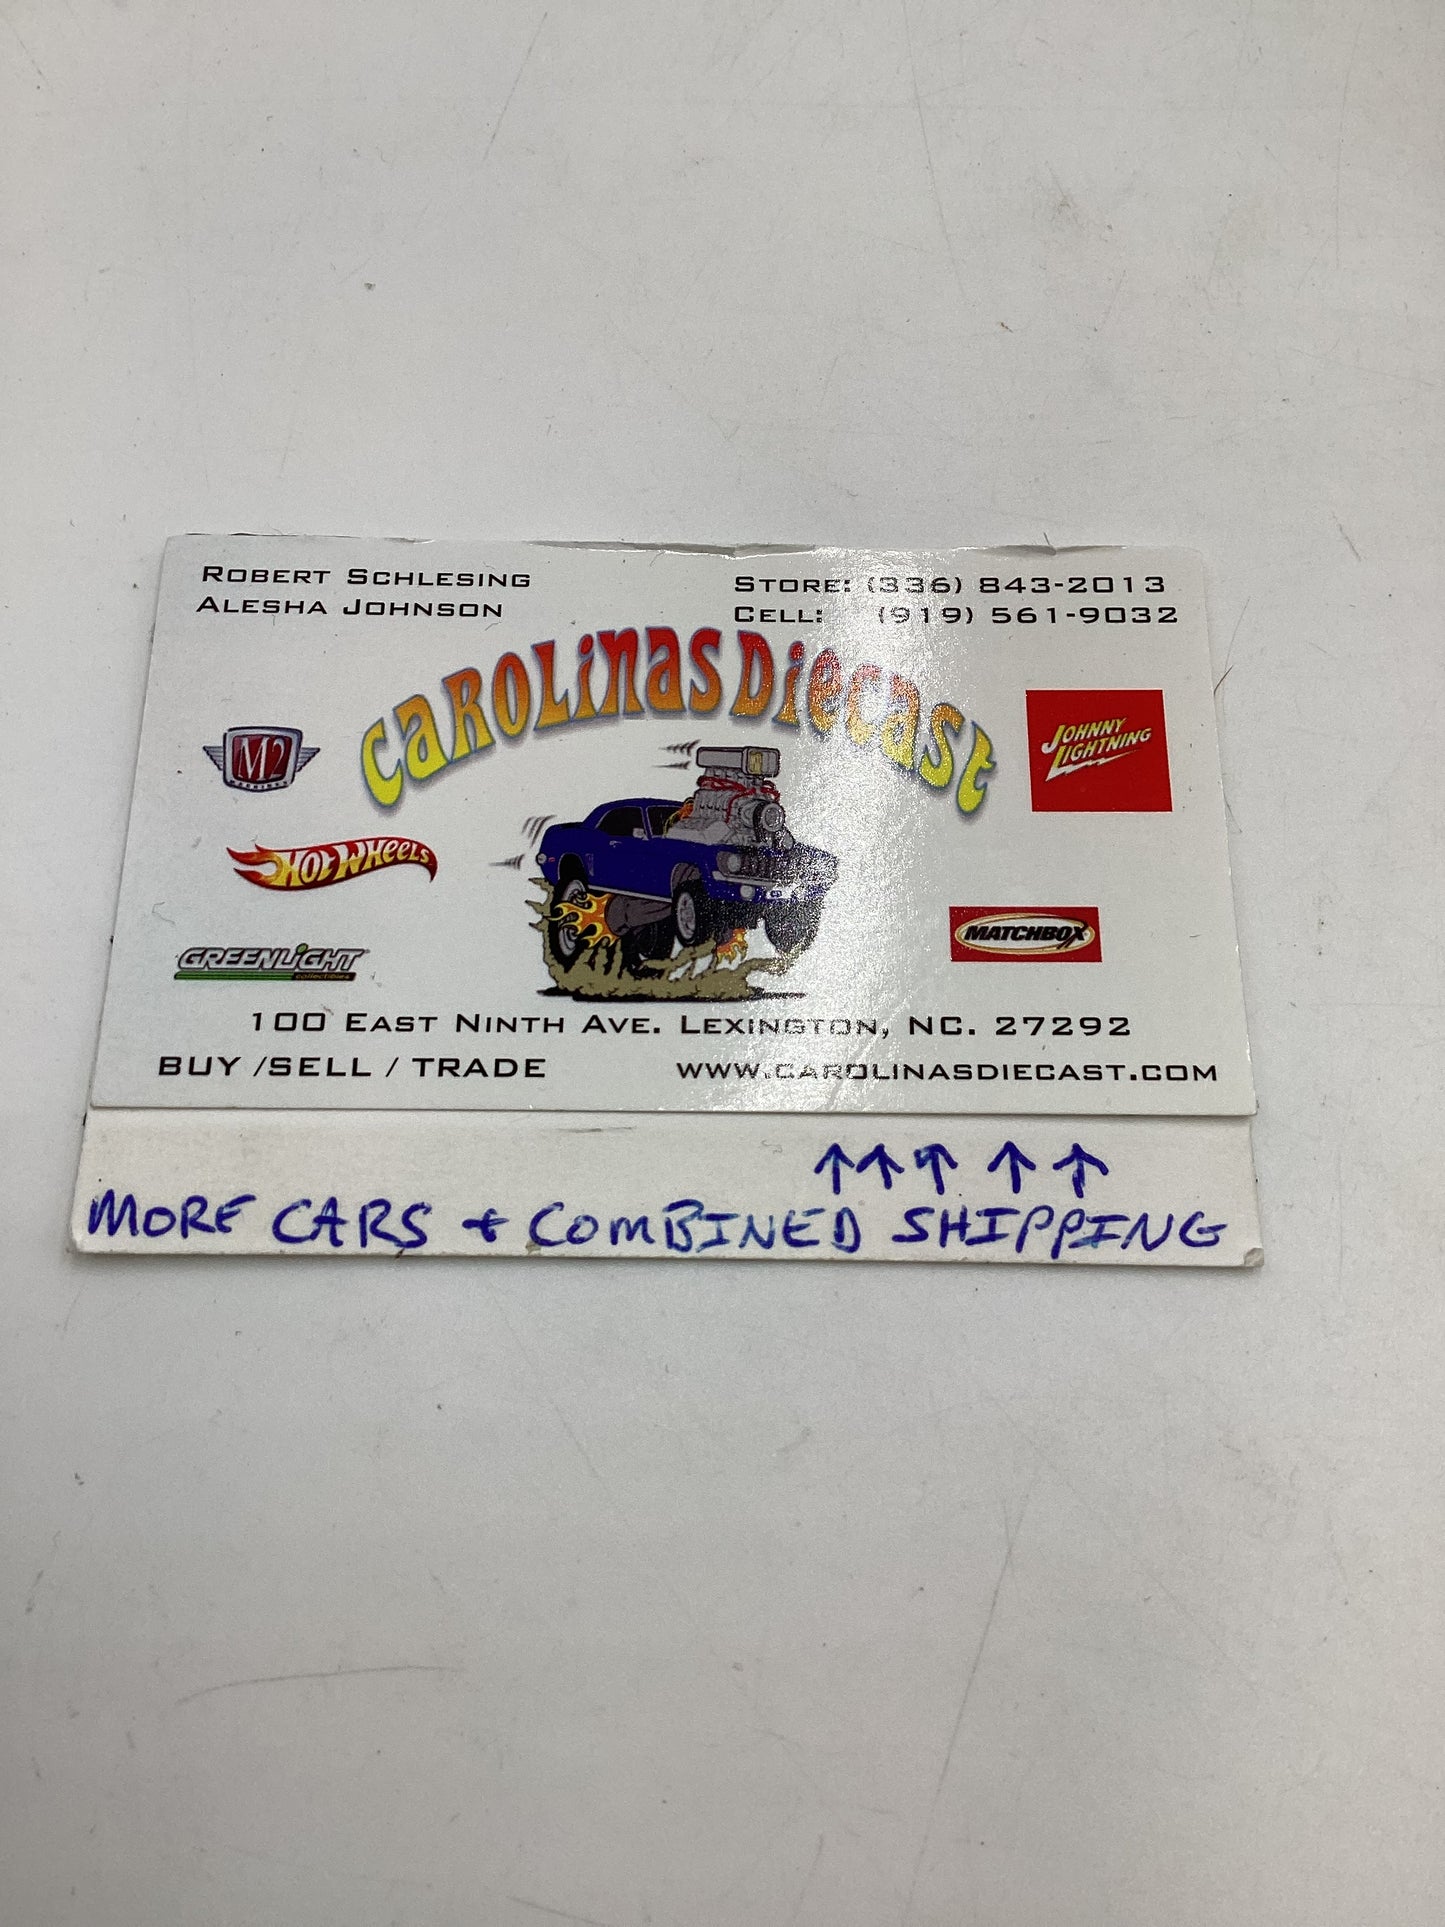 ROBERT SCHLESING
ALESHA JOHNSON
STORE: (336) 843-2013
CELL: (919) 561-9032
CAROLINAS DIECAST
M2
MACHINES
JOHNNY LIGHTNING
HOT WHEELS
MATCHBOX
GREENLIGHT
collectibles
100 EAST NINTH AVE. LEXINGTON, NC. 27292
BUY /SELL / TRADE
WWW.CAROLINASDIECAST.COM
↑↑↑ ↑ ↑
MORE CARS + COMBINED SHIPPING